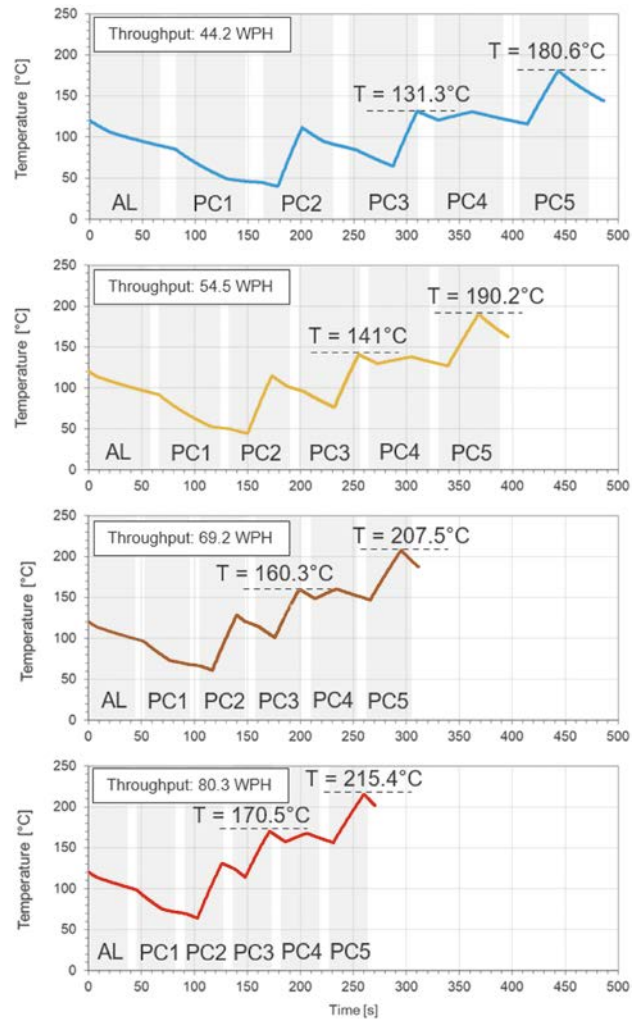 Throughput: 44.2 WPH
T = 180.6°C
T = 131.3°C
Temperature [°C]
250
200
150
100
50
0
AL PC1 PC2 PC3 PC4 PC5
0 50 100 150 200 250 300 350 400 450 500
Throughput: 54.5 WPH
T = 190.2°C
T = 141°C
Temperature [°C]
250
200
150
100
50
0
AL PC1 PC2 PC3 PC4 PC5
0 50 100 150 200 250 300 350 400 450 500
Throughput: 69.2 WPH
T = 207.5°C
T = 160.3°C
Temperature [°C]
250
200
150
100
50
0
AL PC1 PC2 PC3 PC4 PC5
0 50 100 150 200 250 300 350 400 450 500
Throughput: 80.3 WPH
T = 215.4°C
T = 170.5°C
Temperature [°C]
250
200
150
100
50
0
AL PC1 PC2 PC3 PC4 PC5
0 50 100 150 200 250 300 350 400 450 500
Time [s]